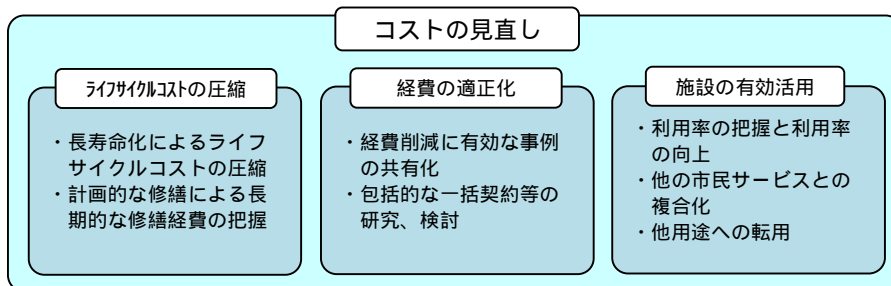 コストの見直し
ﾗｲﾌｻｲｸﾙｺｽﾄの圧縮
・長寿命化によるライフ
サイクルコストの圧縮
・計画的な修繕による長
期的な修繕経費の把握
経費の適正化
・経費削減に有効な事例
の共有化
・包括的な一括契約等の
研究、検討
施設の有効活用
・利用率の把握と利用率
の向上
・他の市民サービスとの
複合化
・他用途への転用